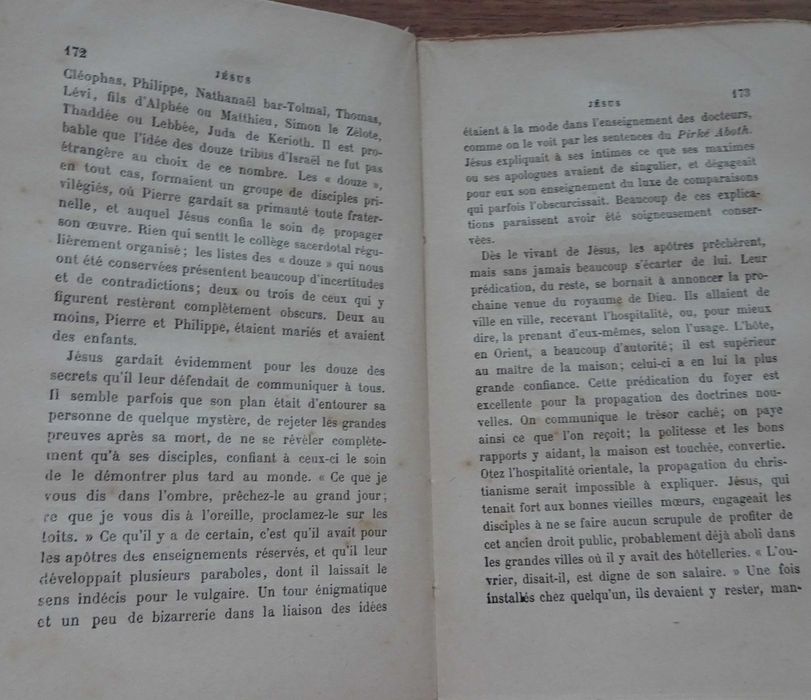 172
JÉSUS
Cléophas, Philippe, Nathanaël bar-Tolmaï, Thomas,
Lévi, fils d'Alphée ou Matthieu, Simon le Zélote,
Thaddée ou Lebbée, Juda de Kerioth. Il est pro-
bable que l'idée des douze tribus d'Israël ne fut pas
étrangère au choix de ce nombre. Les « douze »,
en tout cas, formaient un groupe de disciples pri-
vilégiés, où Pierre gardait sa primauté toute frater-
nelle, et auquel Jésus confia le soin de propager
son œuvre. Rien qui sentît le collège sacerdotal régu-
lièrement organisé; les listes des « douze » qui nous
ont été conservées présentent beaucoup d'incertitudes
et de contradictions; deux ou trois de ceux qui y
figurent restèrent complètement obscurs. Deux au
moins, Pierre et Philippe, étaient mariés et avaient
des enfants.
Jésus gardait évidemment pour les douze des
secrets qu'il leur défendait de communiquer à tous.
Il semble parfois que son plan était d'entourer sa
personne de quelque mystère, de rejeter les grandes
preuves après sa mort, de ne se révéler complète-
ment qu'à ses disciples, confiant à ceux-ci le soin
de le démontrer plus tard au monde. « Ce que je
vous dis dans l'ombre, prêchez-le au grand jour;
ce que je vous dis à l'oreille, proclamez-le sur les
toits. » Ce qu'il y a de certain, c'est qu'il avait pour
les apôtres des enseignements réservés, et qu'il leur
développait plusieurs paraboles, dont il laissait le
sens indécis pour le vulgaire. Un tour énigmatique
et un peu de bizarrerie dans la liaison des idées
JÉSUS
173
étaient à la mode dans l'enseignement des docteurs,
comme on le voit par les sentences du Pirké Aboth.
Jésus expliquait à ses intimes ce que ses maximes
ou ses apologues avaient de singulier, et dégageait
pour eux son enseignement du luxe de comparaisons
qui parfois l'obscurcissait. Beaucoup de ces explica-
tions paraissent avoir été soigneusement conser-
vées.
Dès le vivant de Jésus, les apôtres prêchèrent,
mais sans jamais beaucoup s'écarter de lui. Leur
prédication, du reste, se bornait à annoncer la pro-
chaine venue du royaume de Dieu. Ils allaient de
ville en ville, recevant l'hospitalité, ou, pour mieux
dire, la prenant d'eux-mêmes, selon l'usage. L'hôte,
en Orient, a beaucoup d'autorité; il est supérieur
au maître de la maison; celui-ci a en lui la plus
grande confiance. Cette prédication du foyer est
excellente pour la propagation des doctrines nou-
velles. On communique le trésor caché; on paye
ainsi ce que l'on reçoit; la politesse et les bons
rapports y aidant, la maison est touchée, convertie.
Otez l'hospitalité orientale, la propagation du chris-
tianisme serait impossible à expliquer. Jésus, qui
tenait fort aux bonnes vieilles mœurs, engageait les
disciples à ne se faire aucun scrupule de profiter de
cet ancien droit public, probablement déjà aboli dans
les grandes villes où il y avait des hôtelleries. « L'ou-
vrier, disait-il, est digne de son salaire. » Une fois
installés chez quelqu'un, ils devaient y rester, man-